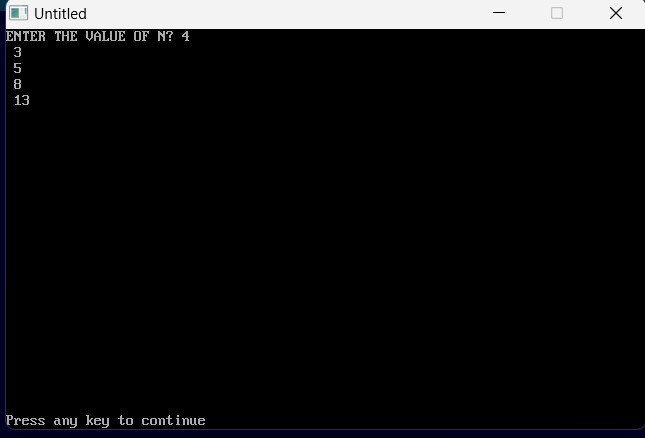 Untitled
ENTER THE VALUE OF N? 4
3
5
8
13
Press any key to continue